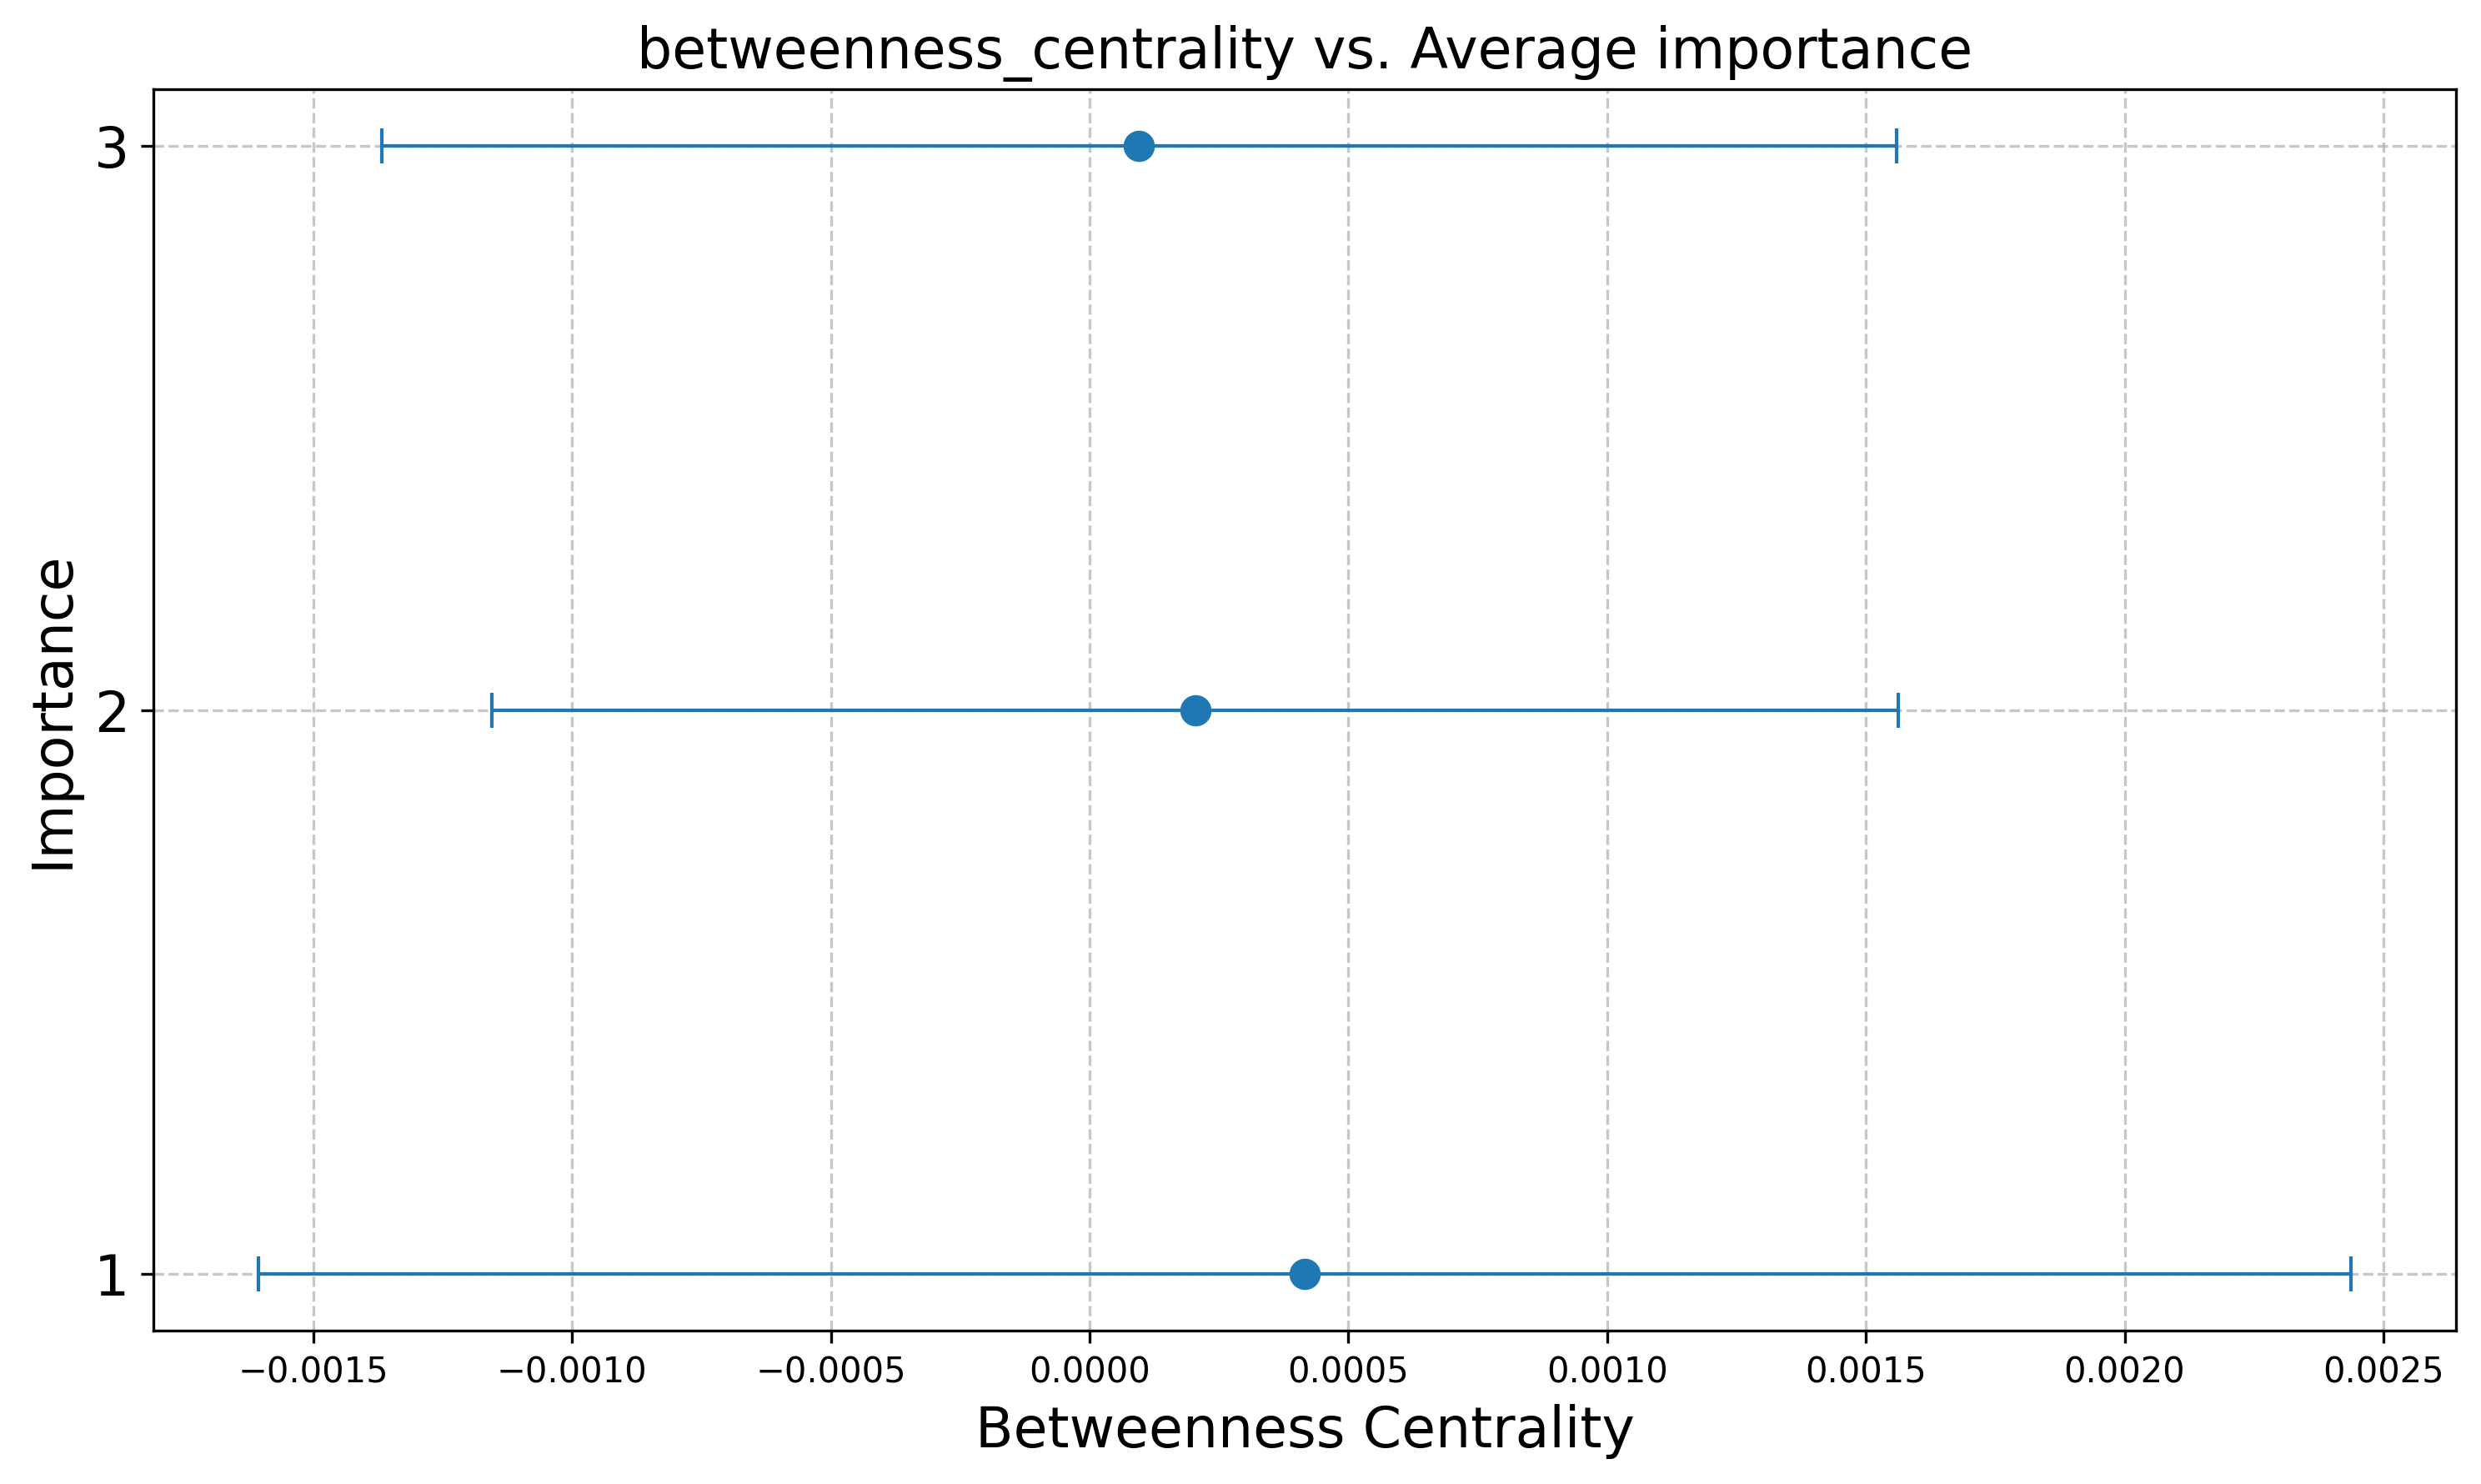 betweenness_centrality vs. Average importance
3
2
1
Importance
−0.0015 −0.0010 −0.0005 0.0000 0.0005 0.0010 0.0015 0.0020 0.0025
Betweenness Centrality